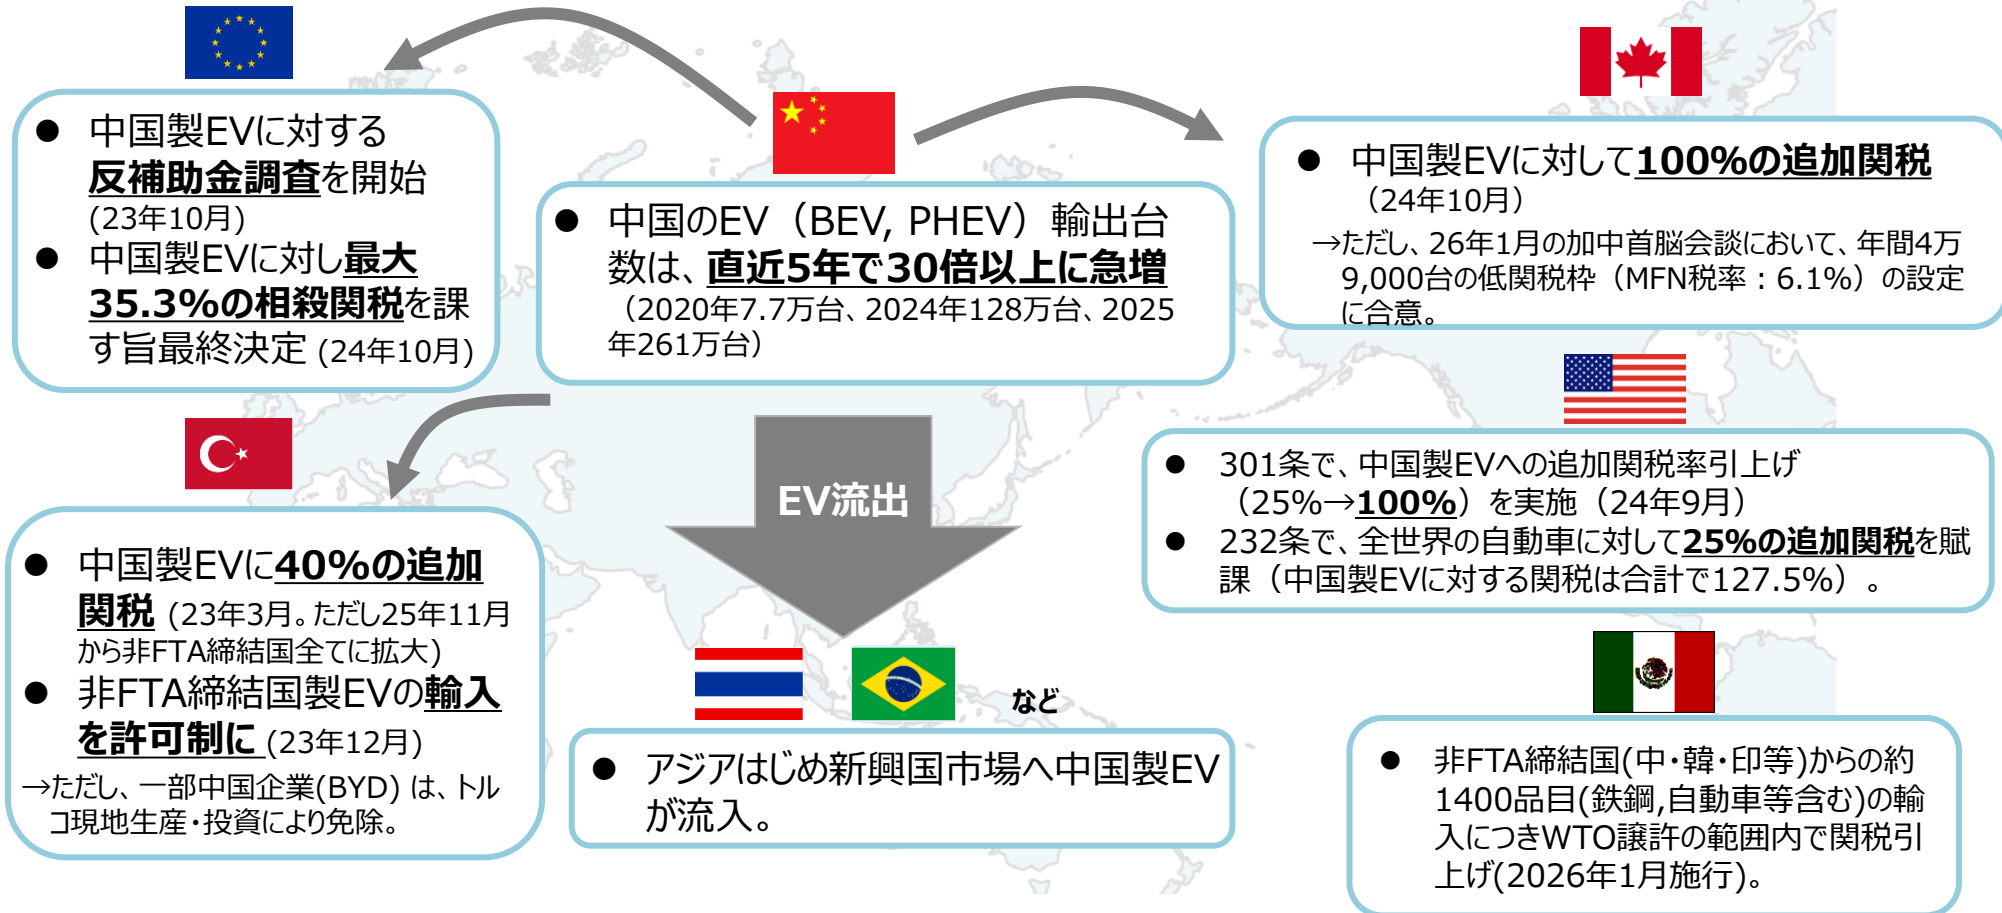 ● 中国製EVに対する
反補助金調査を開始
(23年10月)
● 中国製EVに対し最大
35.3%の相殺関税を課
す旨最終決定 (24年10月)
● 中国のEV（BEV, PHEV）輸出台
数は、直近5年で30倍以上に急増
（2020年7.7万台、2024年128万台、2025
年261万台）
● 中国製EVに対して100%の追加関税
（24年10月）
→ただし、26年1月の加中首脳会談において、年間4万
9,000台の低関税枠（MFN税率：6.1%）の設定
に合意。
● 301条で、中国製EVへの追加関税率引上げ
（25%→100%）を実施（24年9月）
● 232条で、全世界の自動車に対して25%の追加関税を賦
課（中国製EVに対する関税は合計で127.5%）。
EV流出
● 中国製EVに40%の追加
関税 (23年3月。ただし25年11月
から非FTA締結国全てに拡大)
● 非FTA締結国製EVの輸入
を許可制に (23年12月)
→ただし、一部中国企業(BYD) は、トル
コ現地生産・投資により免除。
など
● アジアはじめ新興国市場へ中国製EV
が流入。
● 非FTA締結国(中・韓・印等)からの約
1400品目(鉄鋼,自動車等含む)の輸
入につきWTO譲許の範囲内で関税引
上げ(2026年1月施行)。